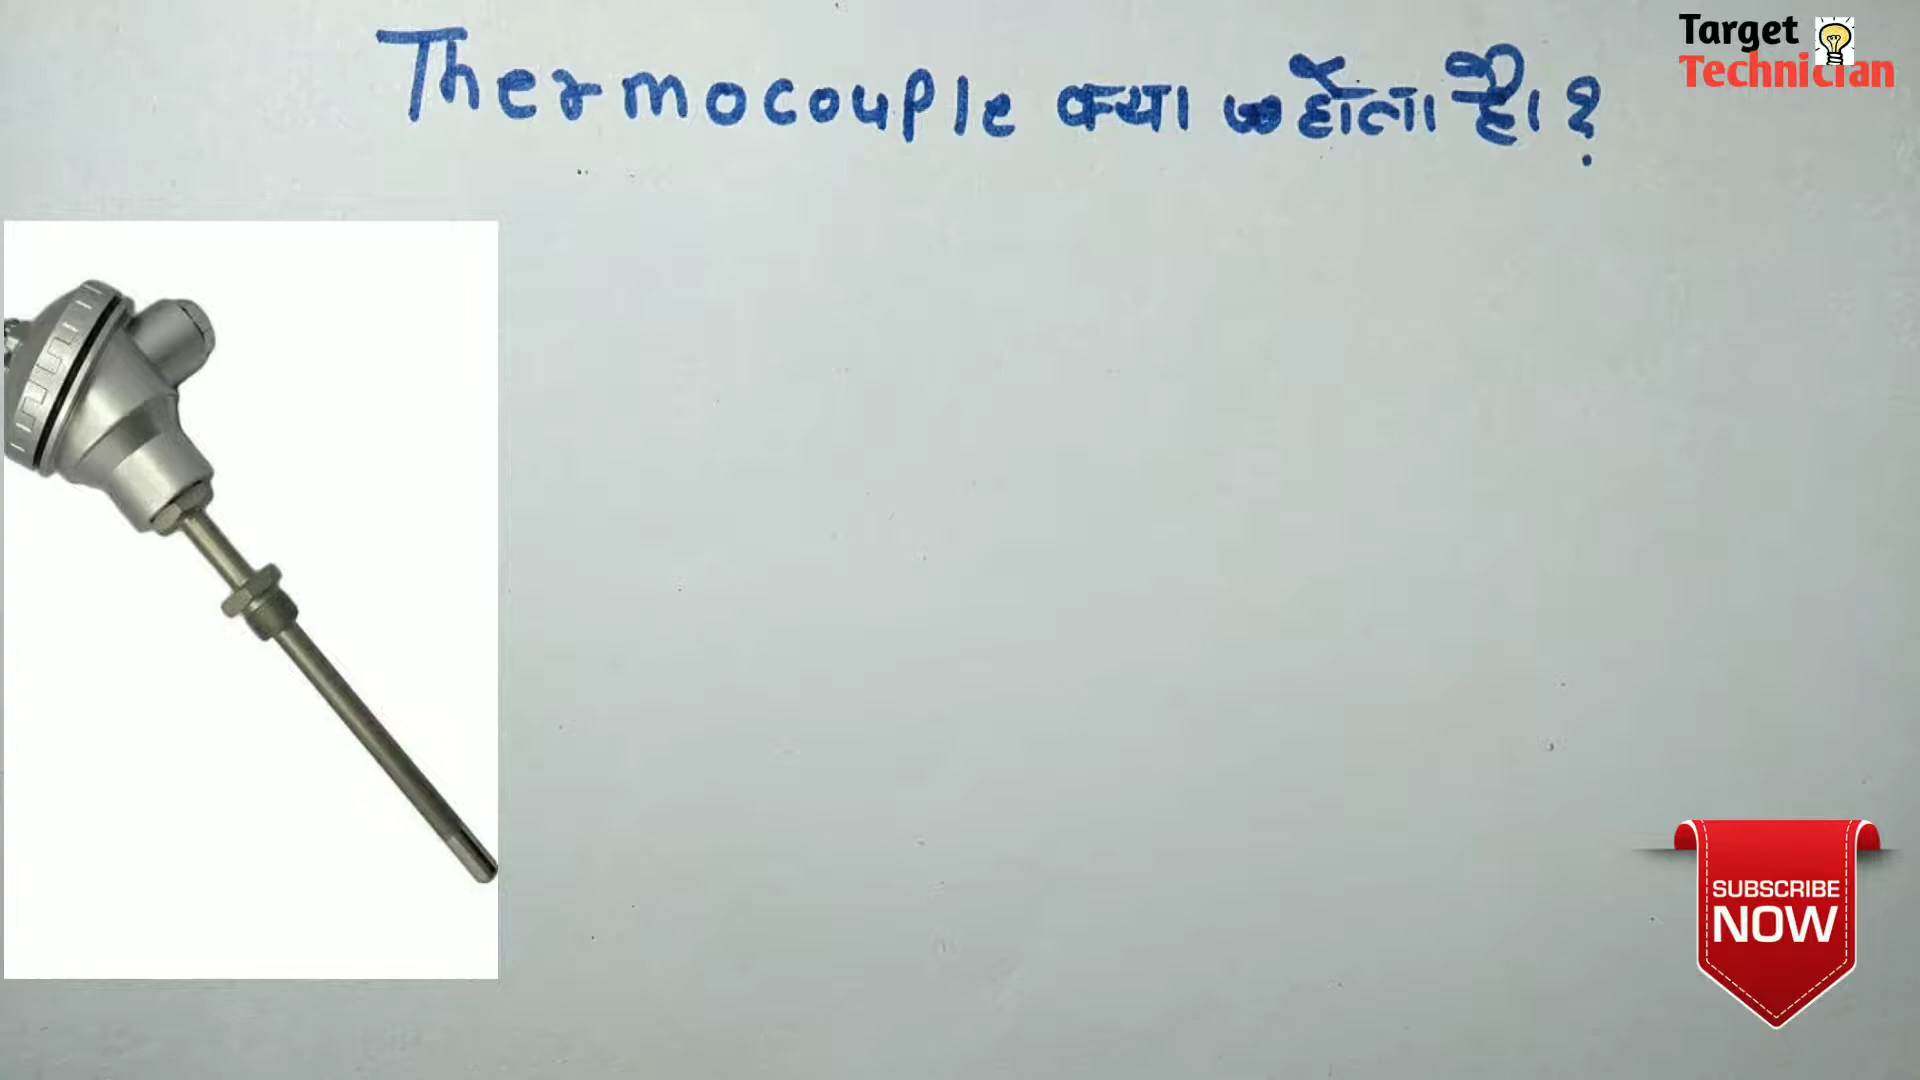 Thermocouple क्या होता है। ?
Target
Technician
SUBSCRIBE
NOW